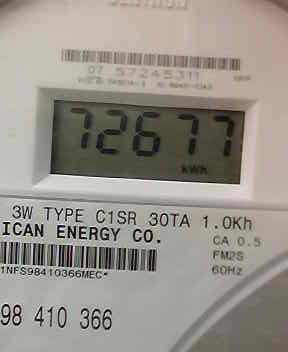 CENTRON
07 57245311
72677
kWh
3W TYPE C1SR 30TA 1.0Kh
ICAN ENERGY CO.
CA 0.5
FM2S
60Hz
1NFS98410366MEC*
98 410 366